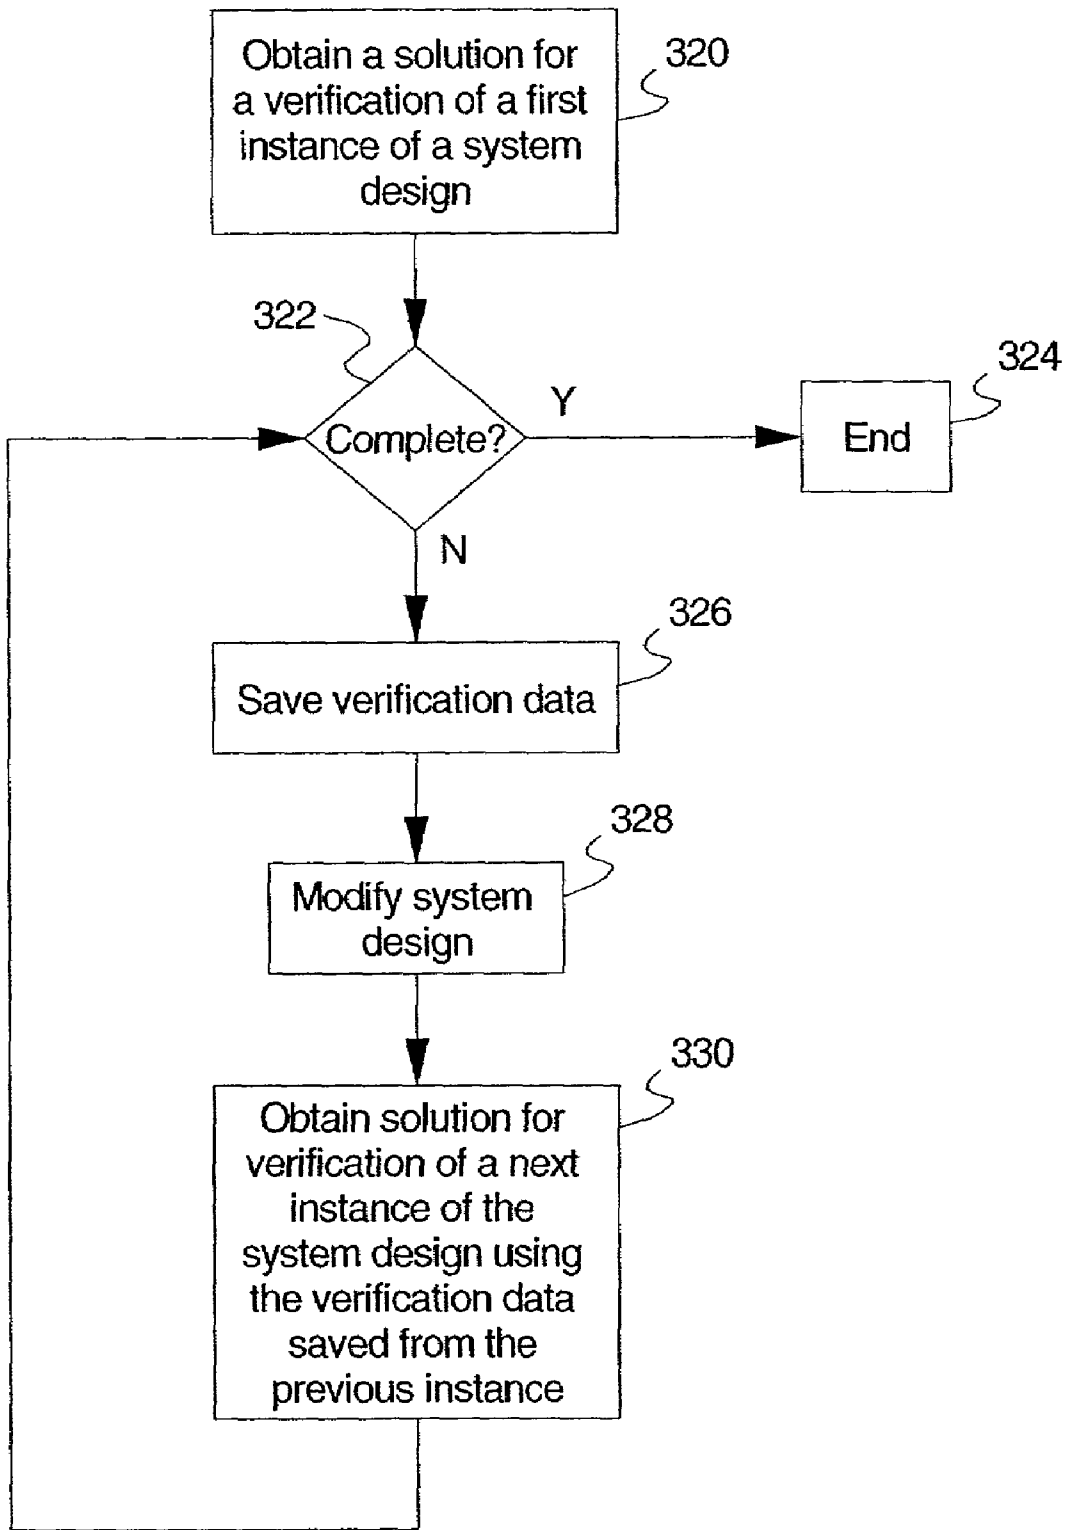 Obtain a solution for
a verification of a first
instance of a system
design
320
322
Complete?
Y
324
End
N
326
Save verification data
328
Modify system
design
330
Obtain solution for
verification of a next
instance of the
system design using
the verification data
saved from the
previous instance